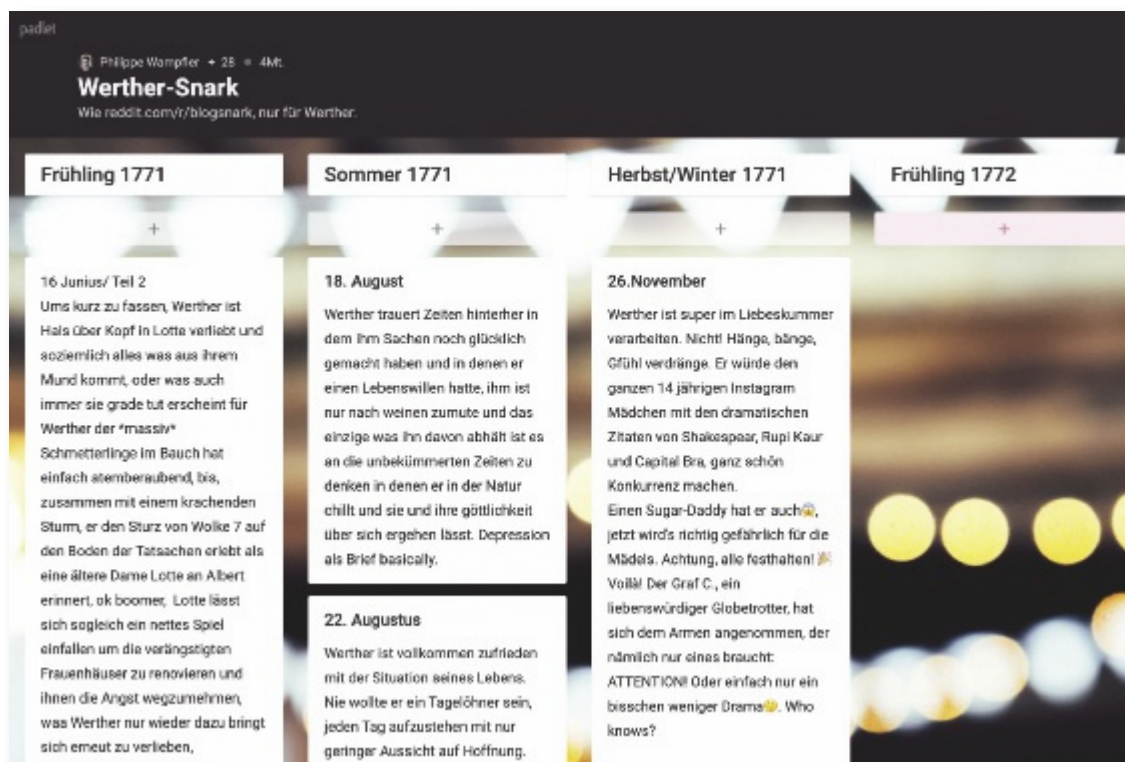 padlet
Philippe Wampfler + 28 • 4Mt.
Werther-Snark
Wie reddit.com/r/blogsnark, nur für Werther.
Frühling 1771
+
16 Junius/ Teil 2
Ums kurz zu fassen, Werther ist
Hals über Kopf in Lotte verliebt und
soziemlich alles was aus ihrem
Mund kommt, oder was auch
immer sie grade tut erscheint für
Werther der *massiv*
Schmetterlinge im Bauch hat
einfach atemberaubend, bis,
zusammen mit einem krachenden
Sturm, er den Sturz von Wolke 7 auf
den Boden der Tatsachen erlebt als
eine ältere Dame Lotte an Albert
erinnert, ok boomer, Lotte lässt
sich sogleich ein nettes Spiel
einfallen um die verängstigten
Frauenhäuser zu renovieren und
ihnen die Angst wegzunehmen,
was Werther nur wieder dazu bringt
sich erneut zu verlieben,
Sommer 1771
+
18. August
Werther trauert Zeiten hinterher in
dem ihm Sachen noch glücklich
gemacht haben und in denen er
einen Lebenswillen hatte, ihm ist
nur nach weinen zumute und das
einzige was ihn davon abhält ist es
an die unbekümmerten Zeiten zu
denken in denen er in der Natur
chillt und sie und ihre göttlichkeit
über sich ergehen lässt. Depression
als Brief basically.
22. Augustus
Werther ist vollkommen zufrieden
mit der Situation seines Lebens.
Nie wollte er ein Tagelöhner sein,
jeden Tag aufzustehen mit nur
geringer Aussicht auf Hoffnung.
Herbst/Winter 1771
+
26.November
Werther ist super im Liebeskummer
verarbeiten. Nicht! Hänge, bänge,
Gfühl verdränge. Er würde den
ganzen 14 jährigen Instagram
Mädchen mit den dramatischen
Zitaten von Shakespear, Rupi Kaur
und Capital Bra, ganz schön
Konkurrenz machen.
Einen Sugar-Daddy hat er auch😱,
jetzt wird's richtig gefährlich für die
Mädels. Achtung, alle festhalten! 🎉
Voilà! Der Graf C., ein
liebenswürdiger Globetrotter, hat
sich dem Armen angenommen, der
nämlich nur eines braucht:
ATTENTION! Oder einfach nur ein
bisschen weniger Drama. Who
knows?
Frühling 1772
+